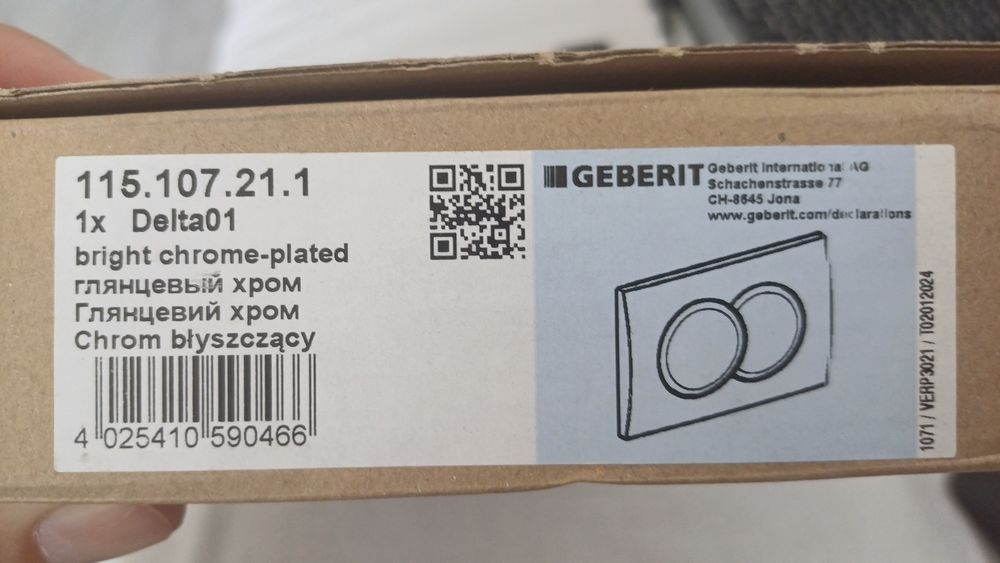 115.107.21.1
1x Delta01
bright chrome-plated
глянцевый хром
Глянцевий хром
Chrom błyszczący
4 025410 590466
GEBERIT
Geberit International AG
Schachenstrasse 77
CH-8645 Jona
www.geberit.com/declarations
1071 / VERP3021 / T02012024